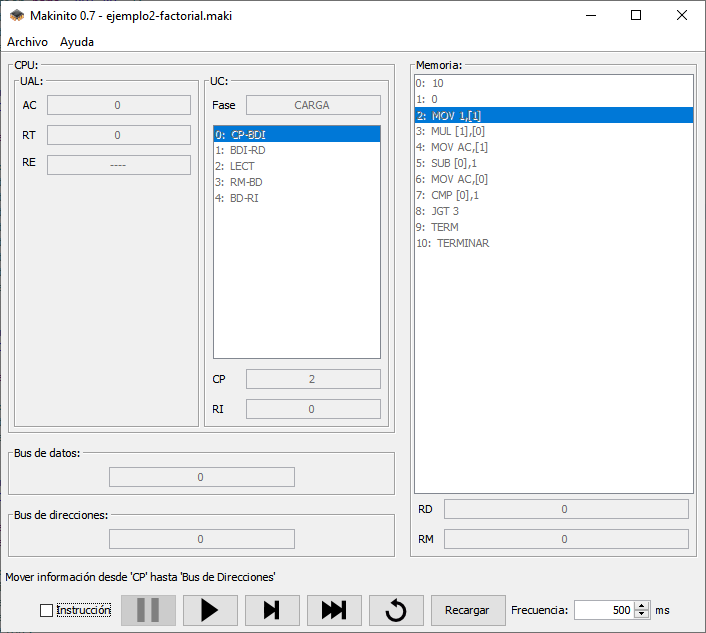 Makinito 0.7 - ejemplo2-factorial.maki
Archivo Ayuda
CPU:
UAL:
AC 0
RT 0
RE ----
UC:
Fase CARGA
0: CP-BDI
1: BDI-RD
2: LECT
3: RM-BD
4: BD-RI
CP 2
RI 0
Bus de datos:
0
Bus de direcciones:
0
Memoria:
0: 10
1: 0
2: MOV 1,[1]
3: MUL [1],[0]
4: MOV AC,[1]
5: SUB [0],1
6: MOV AC,[0]
7: CMP [0],1
8: JGT 3
9: TERM
10: TERMINAR
RD 0
RM 0
Mover información desde 'CP' hasta 'Bus de Direcciones'
Instrucción Recargar Frecuencia: 500 ms